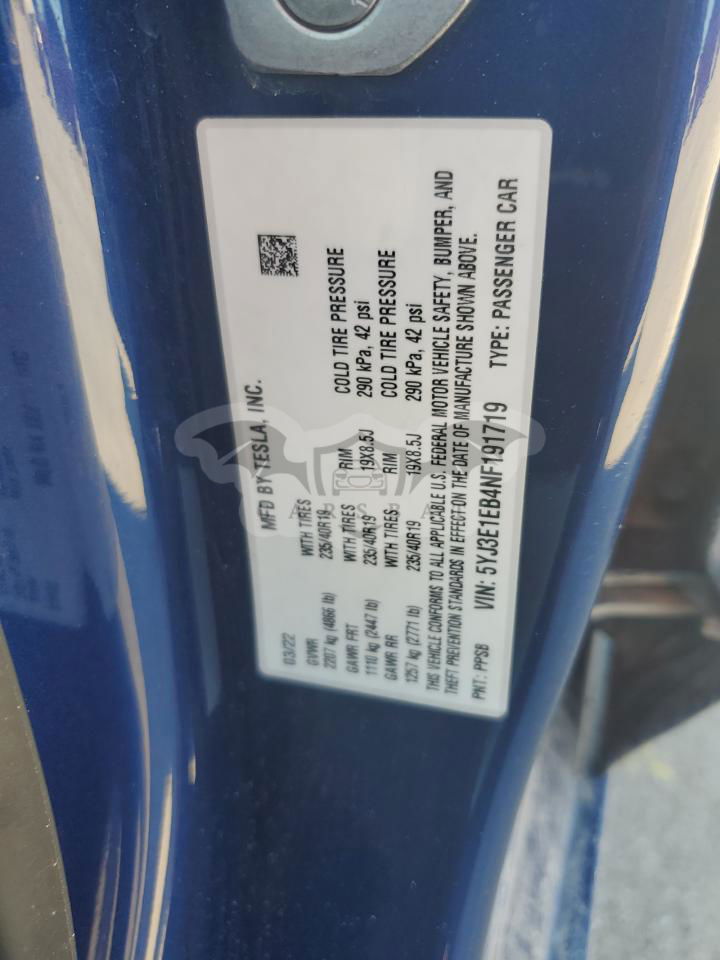 MFD BY TESLA, INC.
03/22
GVWR WITH TIRES
2207 kg (4866 lb) 235/40R19
GAWR FRT WITH TIRES RIM COLD TIRE PRESSURE
1110 kg (2447 lb) 235/40R19 19X8.5J 290 kPa, 42 psi
GAWR RR WITH TIRES RIM COLD TIRE PRESSURE
1257 kg (2771 lb) 235/40R19 19X8.5J 290 kPa, 42 psi
THIS VEHICLE CONFORMS TO ALL APPLICABLE U.S. FEDERAL MOTOR VEHICLE SAFETY, BUMPER, AND
THEFT PREVENTION STANDARDS IN EFFECT ON THE DATE OF MANUFACTURE SHOWN ABOVE.
PNT: PPSB VIN: 5YJ3E1EB4NF191719 TYPE: PASSENGER CAR